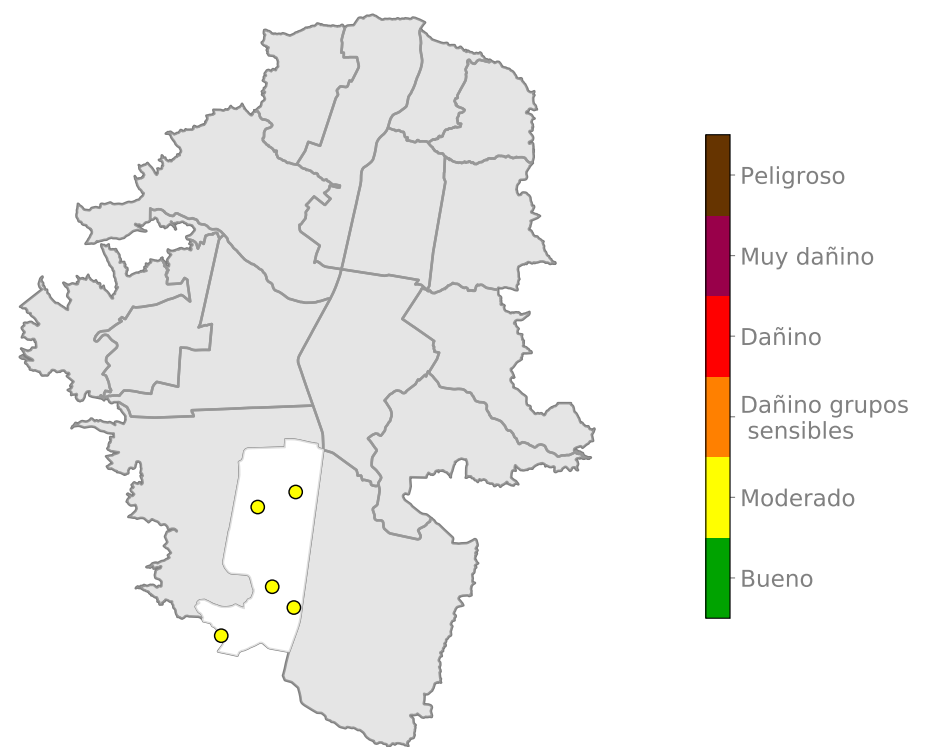 Peligroso
Muy dañino
Dañino
Dañino grupos
sensibles
Moderado
Bueno